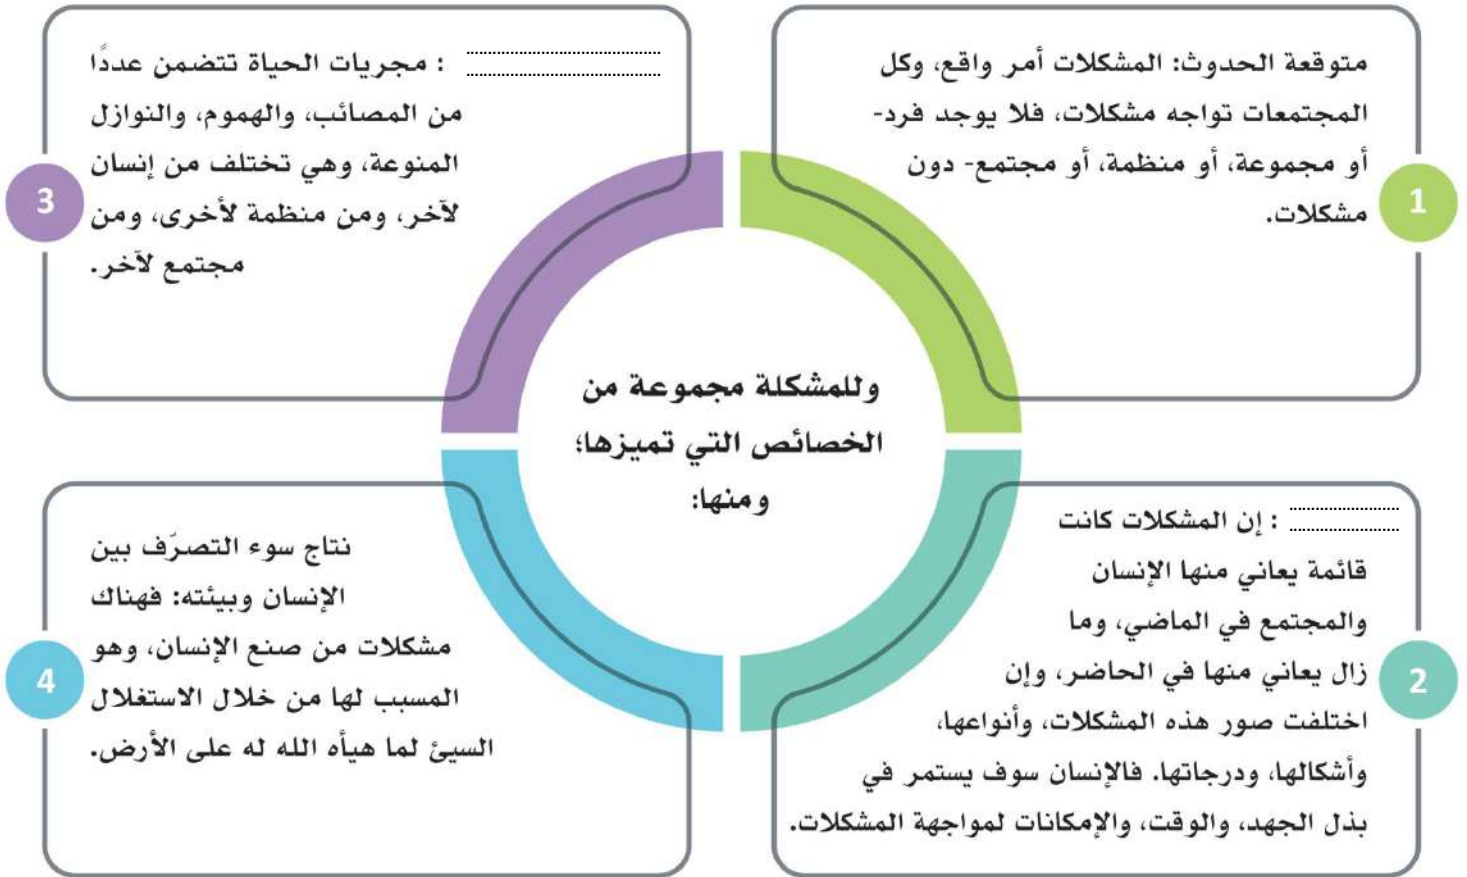 وللمشكلة مجموعة من
الخصائص التي تميزها؛
ومنها:
1
متوقعة الحدوث: المشكلات أمر واقع، وكل
المجتمعات تواجه مشكلات، فلا يوجد فرد-
أو مجموعة، أو منظمة، أو مجتمع- دون
مشكلات.
2
: إن المشكلات كانت
قائمة يعاني منها الإنسان
والمجتمع في الماضي، وما
زال يعاني منها في الحاضر، وإن
اختلفت صور هذه المشكلات، وأنواعها،
وأشكالها، ودرجاتها. فالإنسان سوف يستمر في
بذل الجهد، والوقت، والإمكانات لمواجهة المشكلات.
3
: مجريات الحياة تتضمن عددًا
من المصائب، والهموم، والنوازل
المنوعة، وهي تختلف من إنسان
لآخر، ومن منظمة لأخرى، ومن
مجتمع لآخر.
4
نتاج سوء التصرّف بين
الإنسان وبيئته: فهناك
مشكلات من صنع الإنسان، وهو
المسبب لها من خلال الاستغلال
السيئ لما هيأه الله له على الأرض.